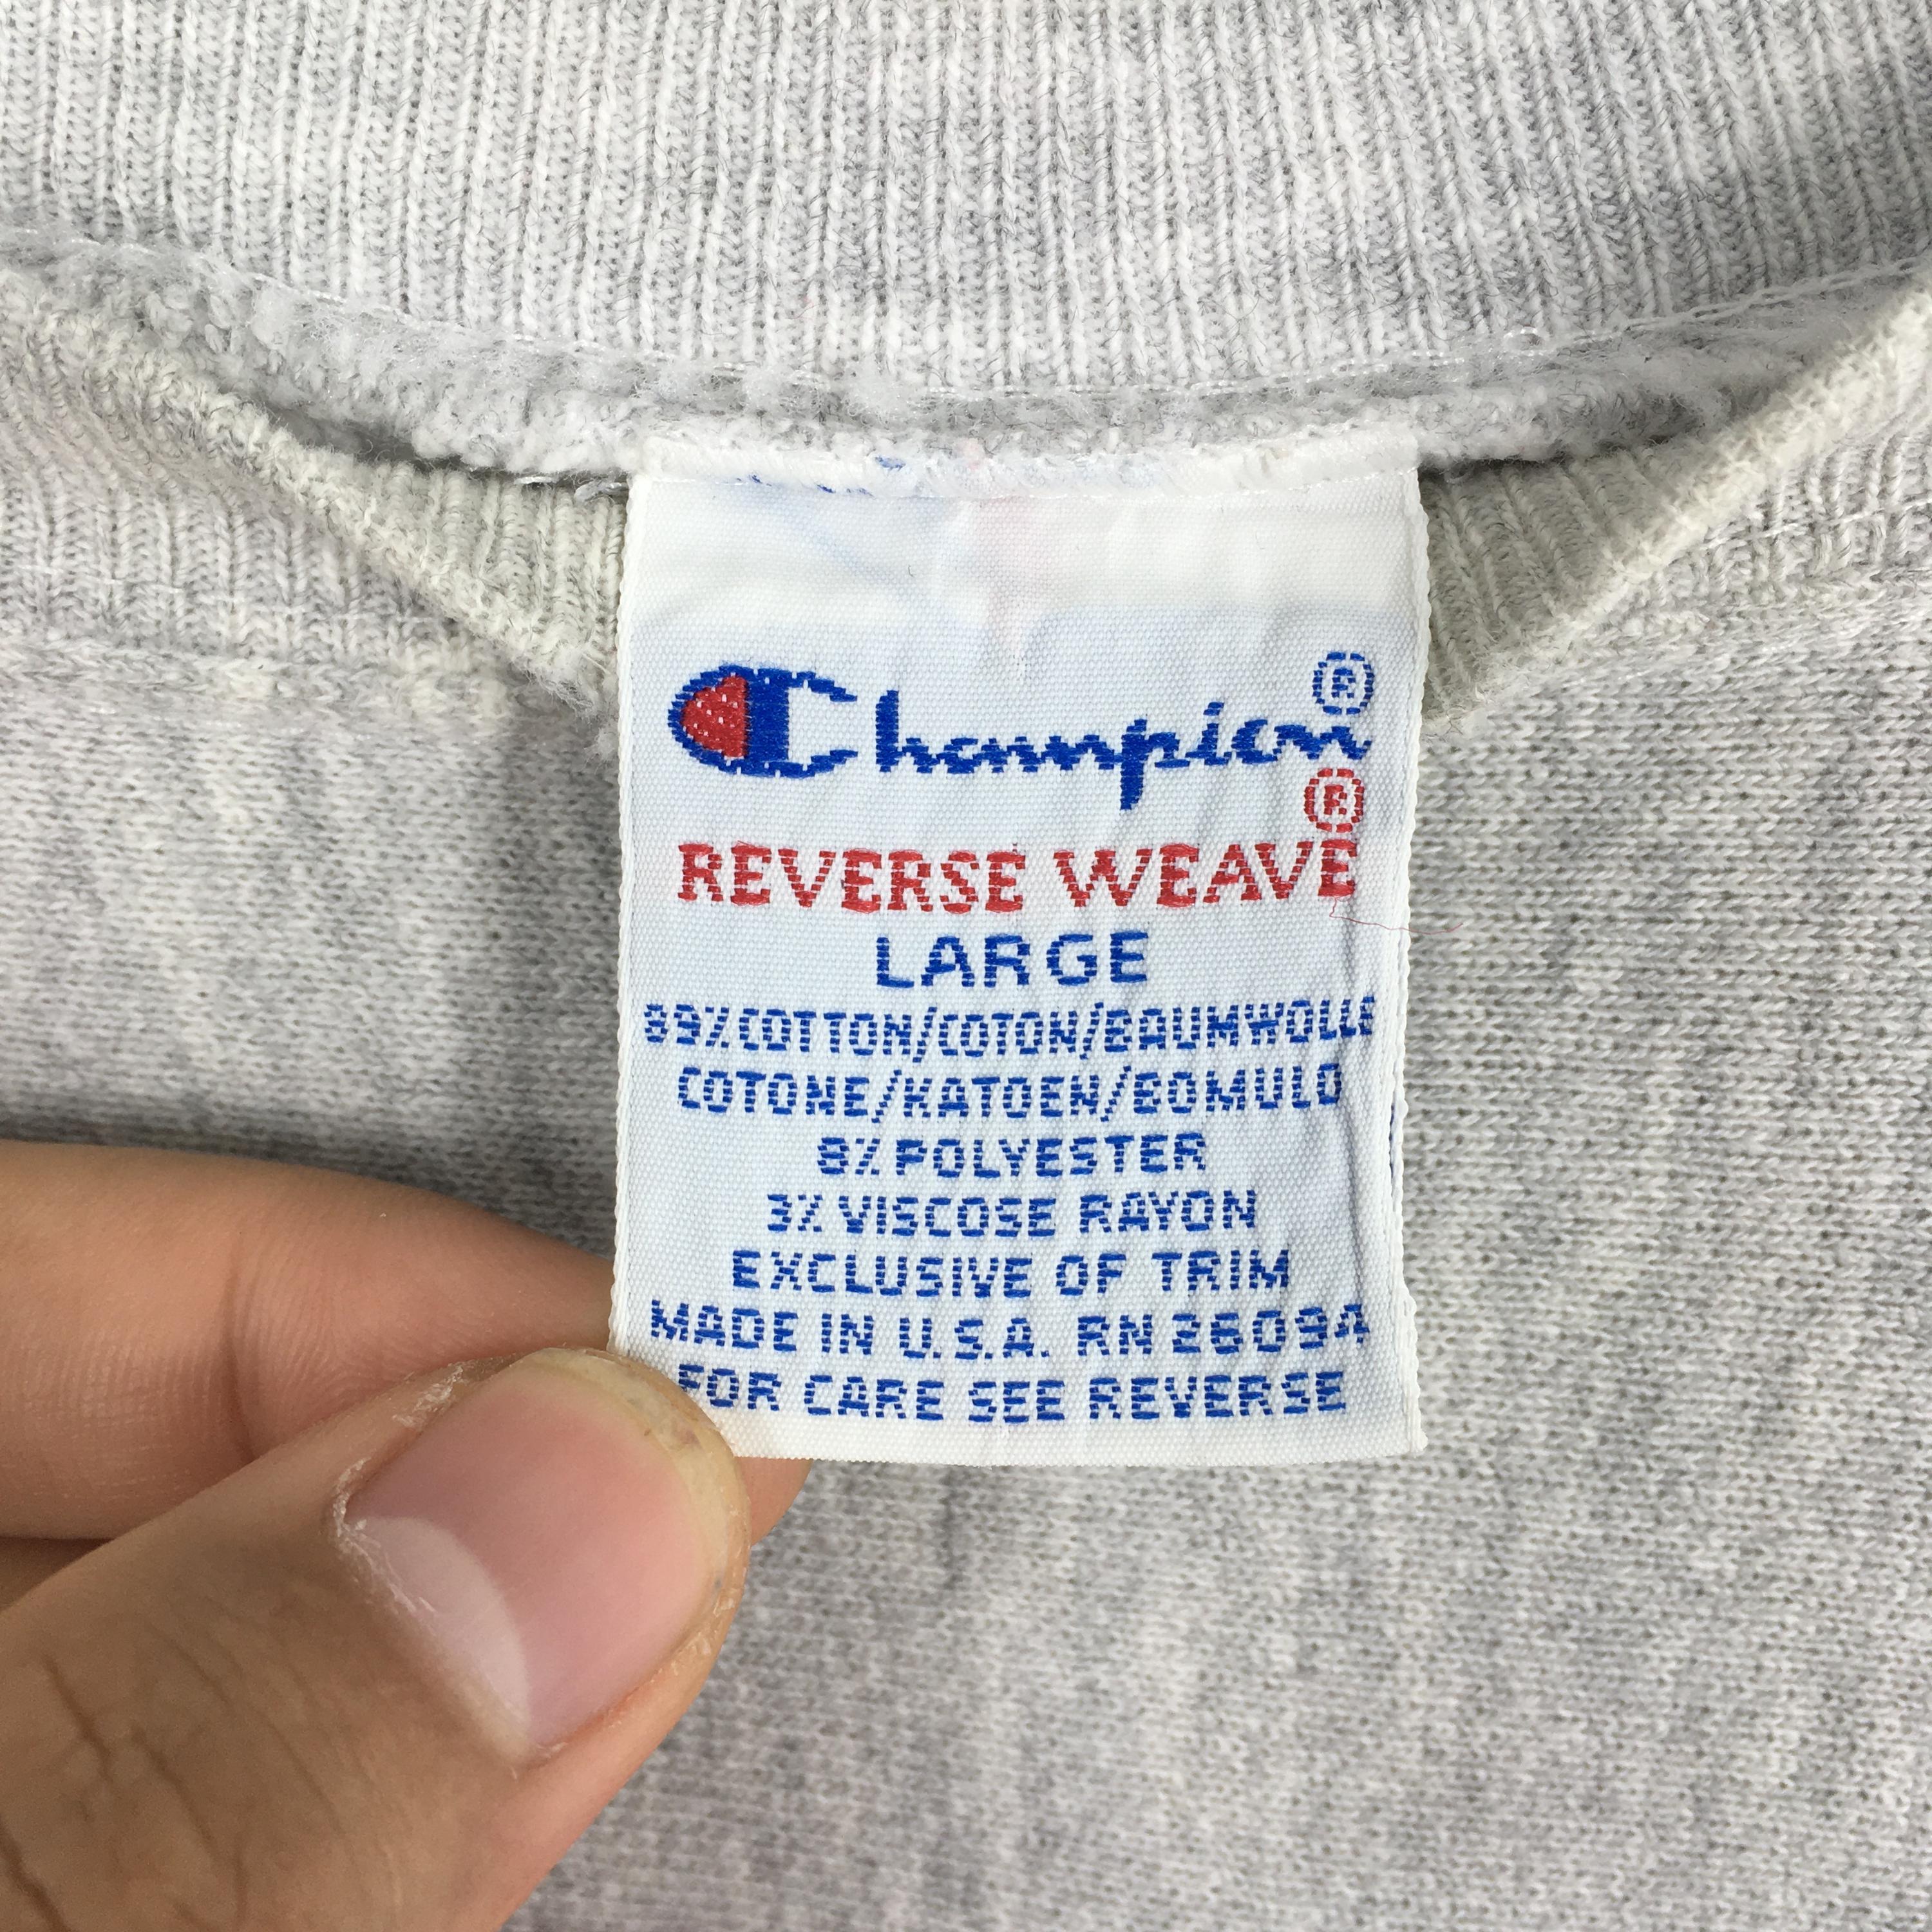 Champion®
®
REVERSE WEAVE
LARGE
89%COTTON/COTON/BAUMWOLLE
COTONE/KATOEN/BOMULD
8% POLYESTER
3% VISCOSE RAYON
EXCLUSIVE OF TRIM
MADE IN U.S.A. RN 26094
FOR CARE SEE REVERSE